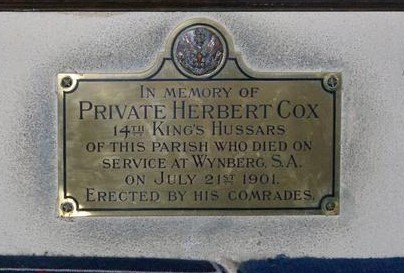 IN MEMORY OF
PRIVATE HERBERT COX
14TH KING'S HUSSARS
OF THIS PARISH WHO DIED ON
SERVICE AT WYNBERG, S.A.
ON JULY 21ST 1901.
ERECTED BY HIS COMRADES.